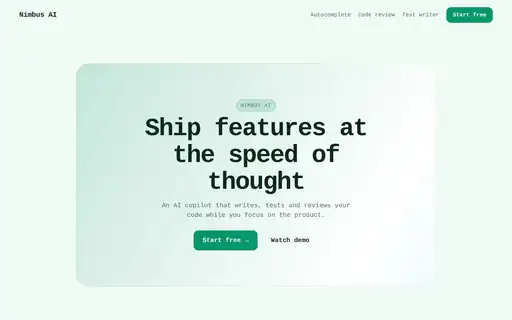 Nimbus AI
Autocomplete Code review Test writer Start free
NIMBUS AI
Ship features at
the speed of
thought
An AI copilot that writes, tests and reviews your
code while you focus on the product.
Start free → Watch demo